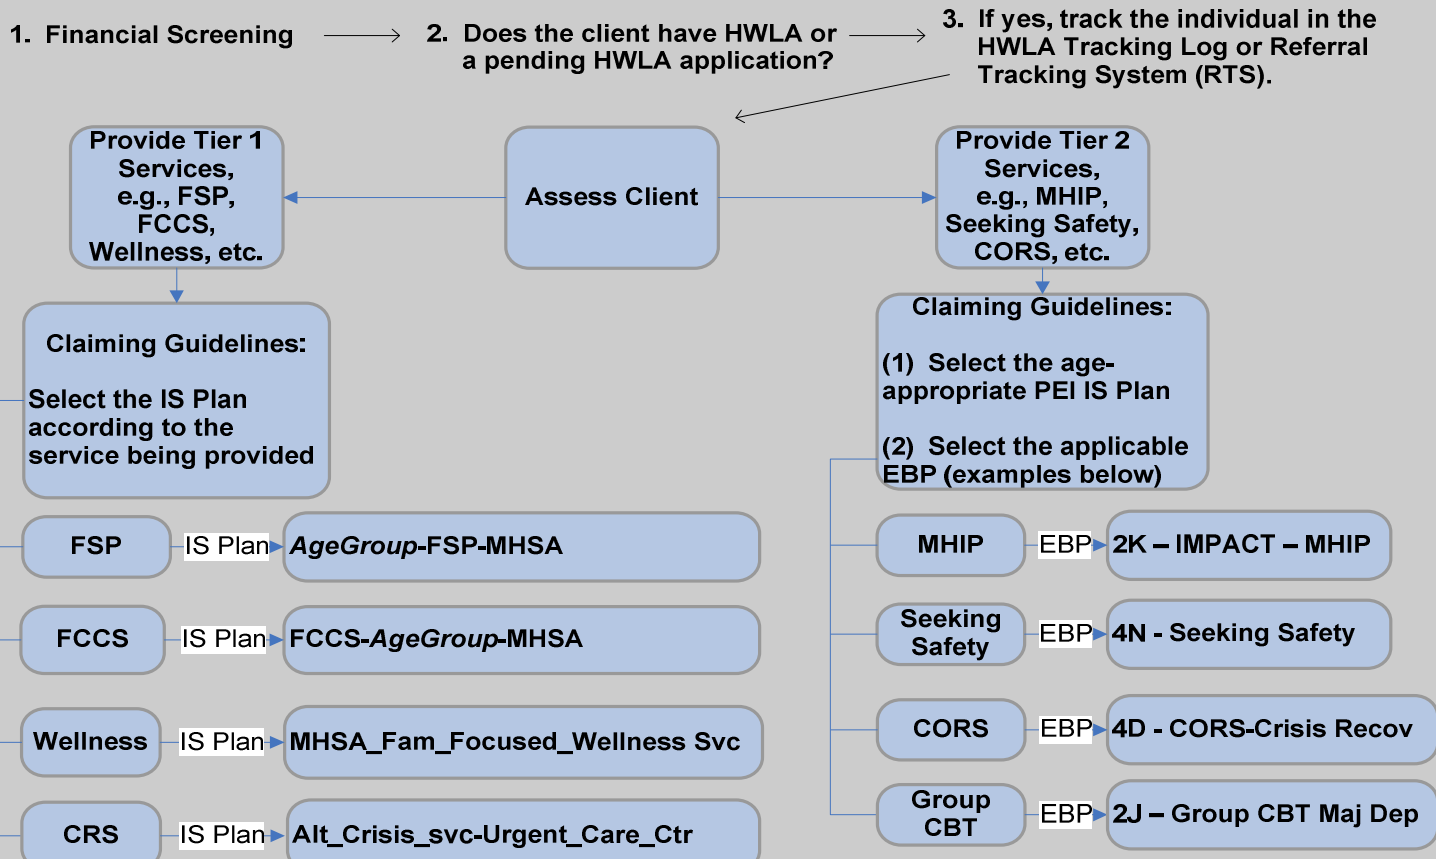 1. Financial Screening
2. Does the client have HWLA or
a pending HWLA application?
3. If yes, track the individual in the
HWLA Tracking Log or Referral
Tracking System (RTS).
Assess Client
Provide Tier 1
Services,
e.g., FSP,
FCCS,
Wellness, etc.
Claiming Guidelines:
Select the IS Plan
according to the
service being provided
FSP
IS Plan
AgeGroup-FSP-MHSA
FCCS
IS Plan
FCCS-AgeGroup-MHSA
Wellness
IS Plan
MHSA_Fam_Focused_Wellness Svc
CRS
IS Plan
Alt_Crisis_svc-Urgent_Care_Ctr
Provide Tier 2
Services,
e.g., MHIP,
Seeking Safety,
CORS, etc.
Claiming Guidelines:
(1) Select the age-
appropriate PEI IS Plan
(2) Select the applicable
EBP (examples below)
MHIP
EBP
2K – IMPACT – MHIP
Seeking
Safety
EBP
4N - Seeking Safety
CORS
EBP
4D - CORS-Crisis Recov
Group
CBT
EBP
2J – Group CBT Maj Dep